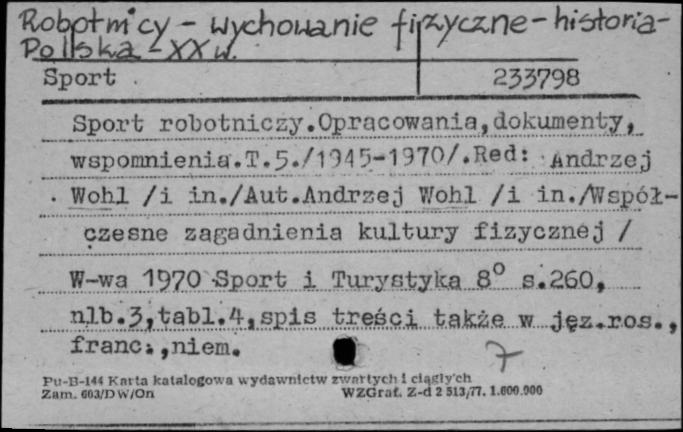 Robotnicy - wychowanie fizyczne - historia -
Polska - XX w.
Sport 233798
Sport robotniczy.Opracowania,dokumenty,
wspomnienia.T.5./1945-1970/.Red: Andrzej
Wohl /i in./Aut.Andrzej Wohl /i in./Współ-
czesne zagadnienia kultury fizycznej /
W-wa 1970 Sport i Turystyka 8° s.260,
nlb.3,tabl.4,spis treści także w jęz.ros.,
franc.,niem.
7
Pu-B-144 Karta katalogowa wydawnictw zwartych i ciągłych
Zam. 603/DW/On WZGraf. Z-d 2 513/77. 1.600.000